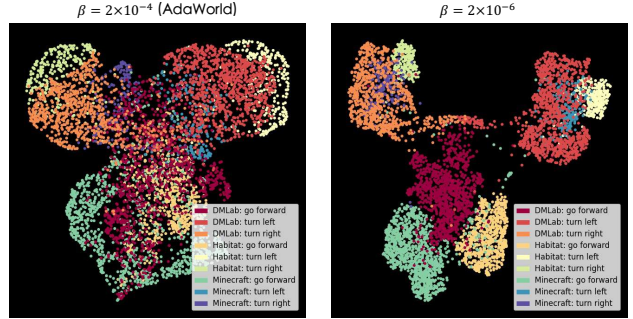 β = 2×10⁻⁴ (AdaWorld)
DMLab: go forward
DMLab: turn left
DMLab: turn right
Habitat: go forward
Habitat: turn left
Habitat: turn right
Minecraft: go forward
Minecraft: turn left
Minecraft: turn right
β = 2×10⁻⁶
DMLab: go forward
DMLab: turn left
DMLab: turn right
Habitat: go forward
Habitat: turn left
Habitat: turn right
Minecraft: go forward
Minecraft: turn left
Minecraft: turn right